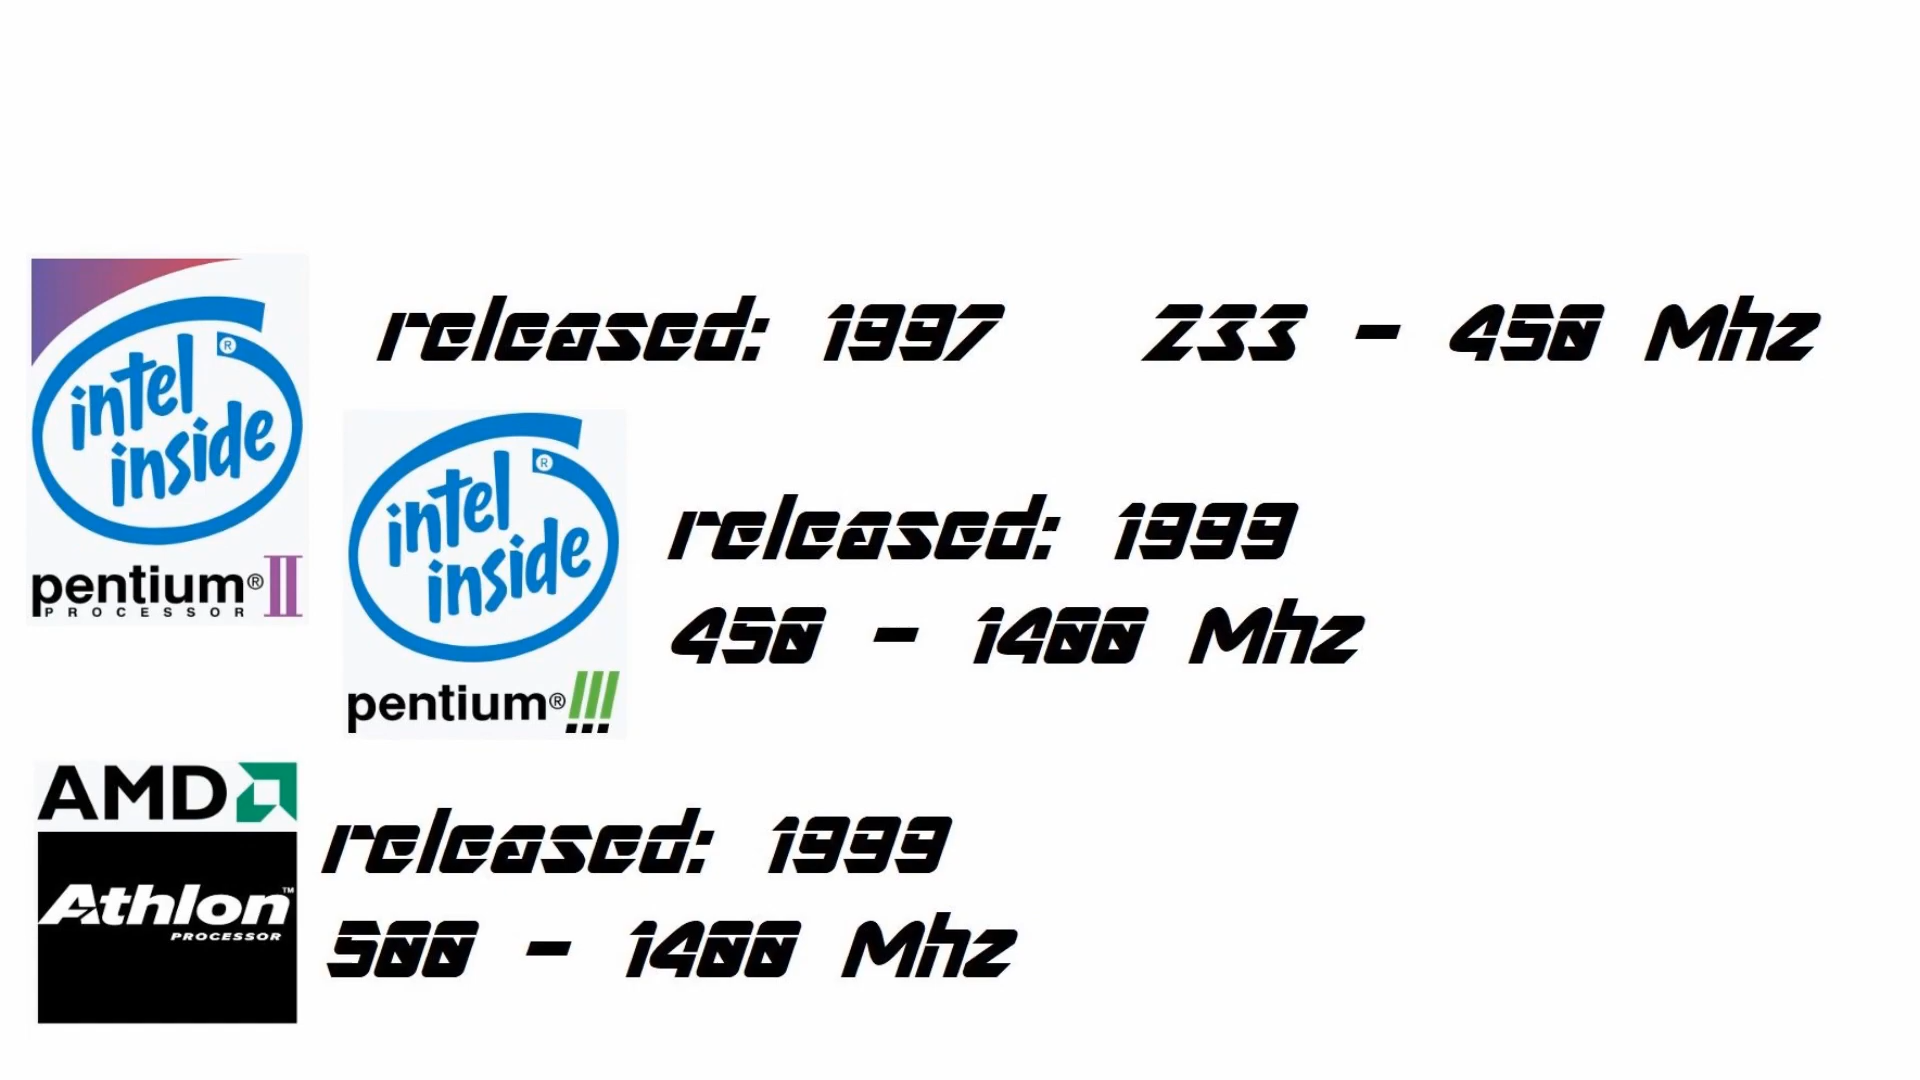 released: 1997 233 - 450 Mhz
intel®
inside
pentium® II
PROCESSOR
intel®
inside
pentium® !!!
released: 1999
450 - 1400 Mhz
AMD
Athlon™
PROCESSOR
released: 1999
500 - 1400 Mhz